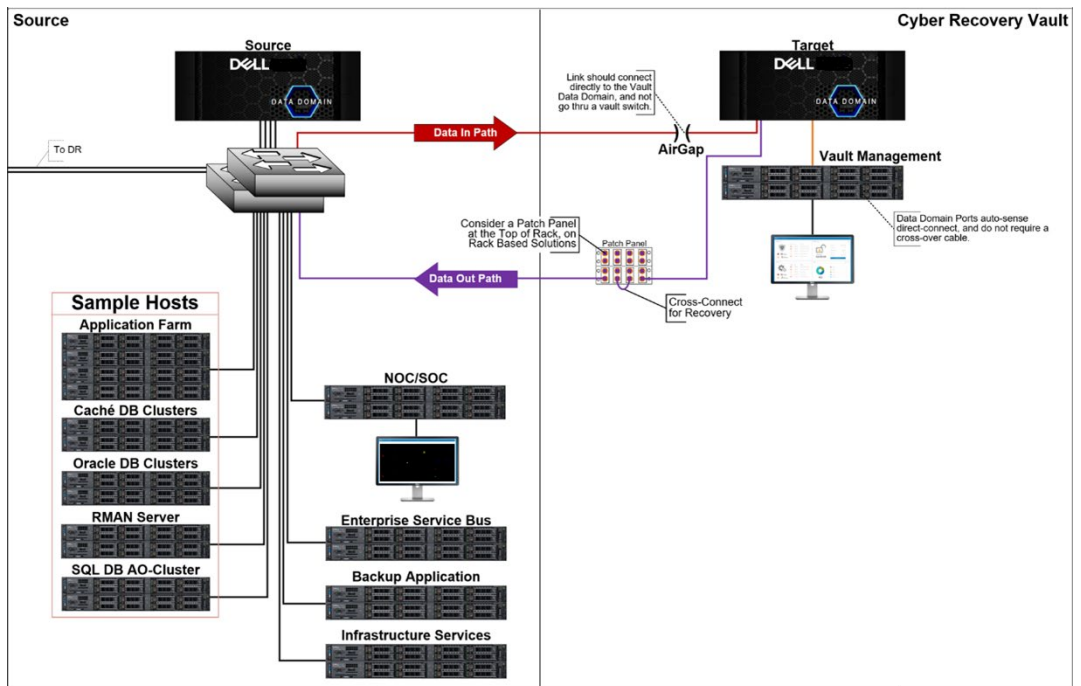 Source
Cyber Recovery Vault
Source
DELL
DATA DOMAIN
Target
DELL
DATA DOMAIN
Link should connect
directly to the Vault
Data Domain, and not
go thru a vault switch.
To DR
Data In Path
AirGap
Vault Management
Data Domain Ports auto-sense
direct-connect, and do not require a
cross-over cable.
Consider a Patch Panel
at the Top of Rack, on
Rack Based Solutions
Patch Panel
Data Out Path
Cross-Connect
for Recovery
Sample Hosts
Application Farm
Caché DB Clusters
Oracle DB Clusters
RMAN Server
SQL DB AO-Cluster
NOC/SOC
Enterprise Service Bus
Backup Application
Infrastructure Services